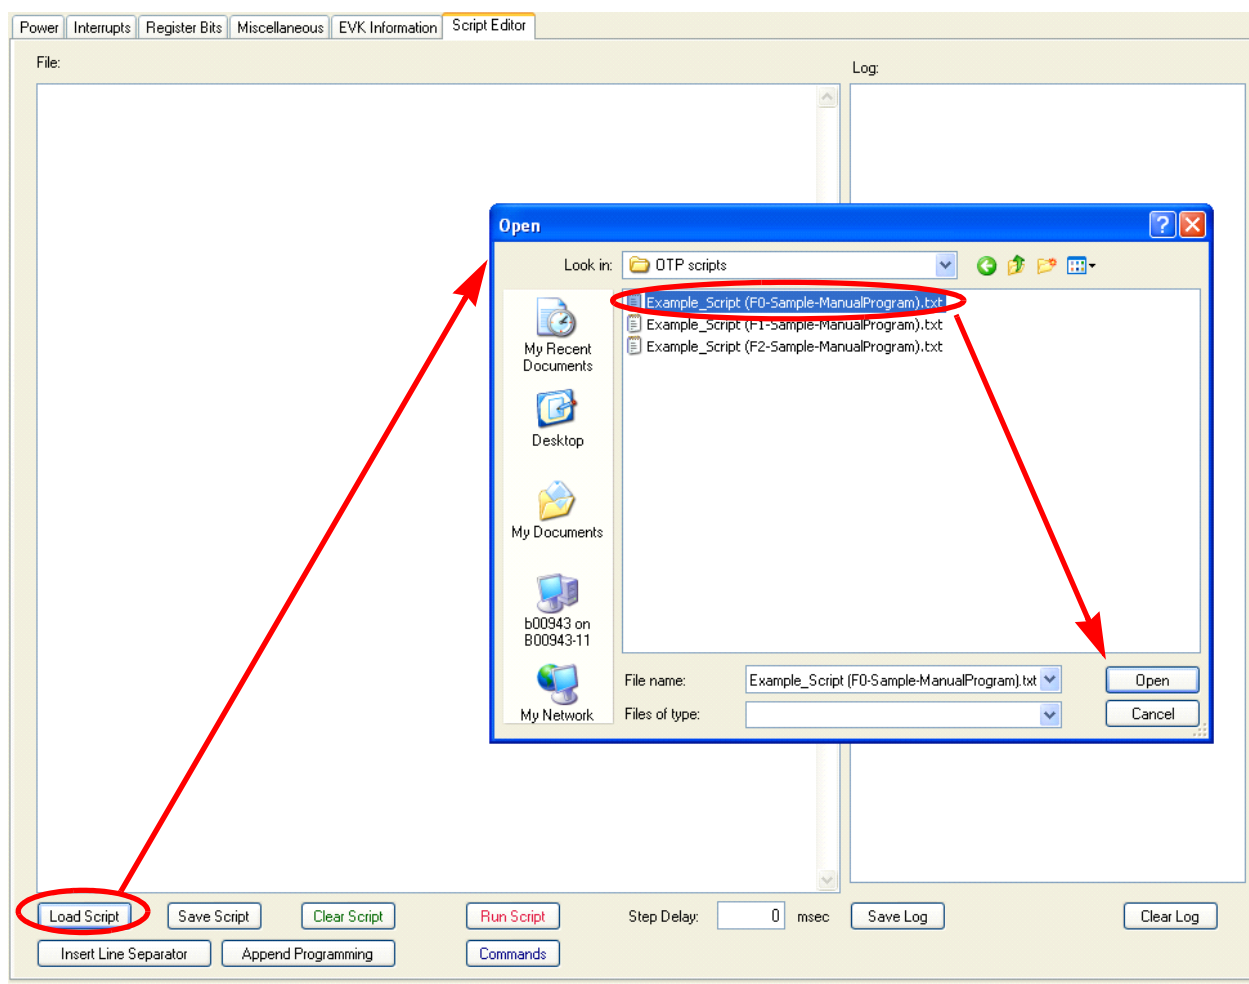 Power Interrupts Register Bits Miscellaneous EVK Information Script Editor
File:
Log:
Open
Look in: OTP scripts
Example_Script (F0-Sample-ManualProgram).txt
Example_Script (F1-Sample-ManualProgram).txt
Example_Script (F2-Sample-ManualProgram).txt
My Recent
Documents
Desktop
My Documents
b00943 on
B00943-11
My Network
File name: Example_Script (F0-Sample-ManualProgram).txt Open
Files of type: Cancel
Load Script Save Script Clear Script Run Script Step Delay: 0 msec Save Log Clear Log
Insert Line Separator Append Programming Commands